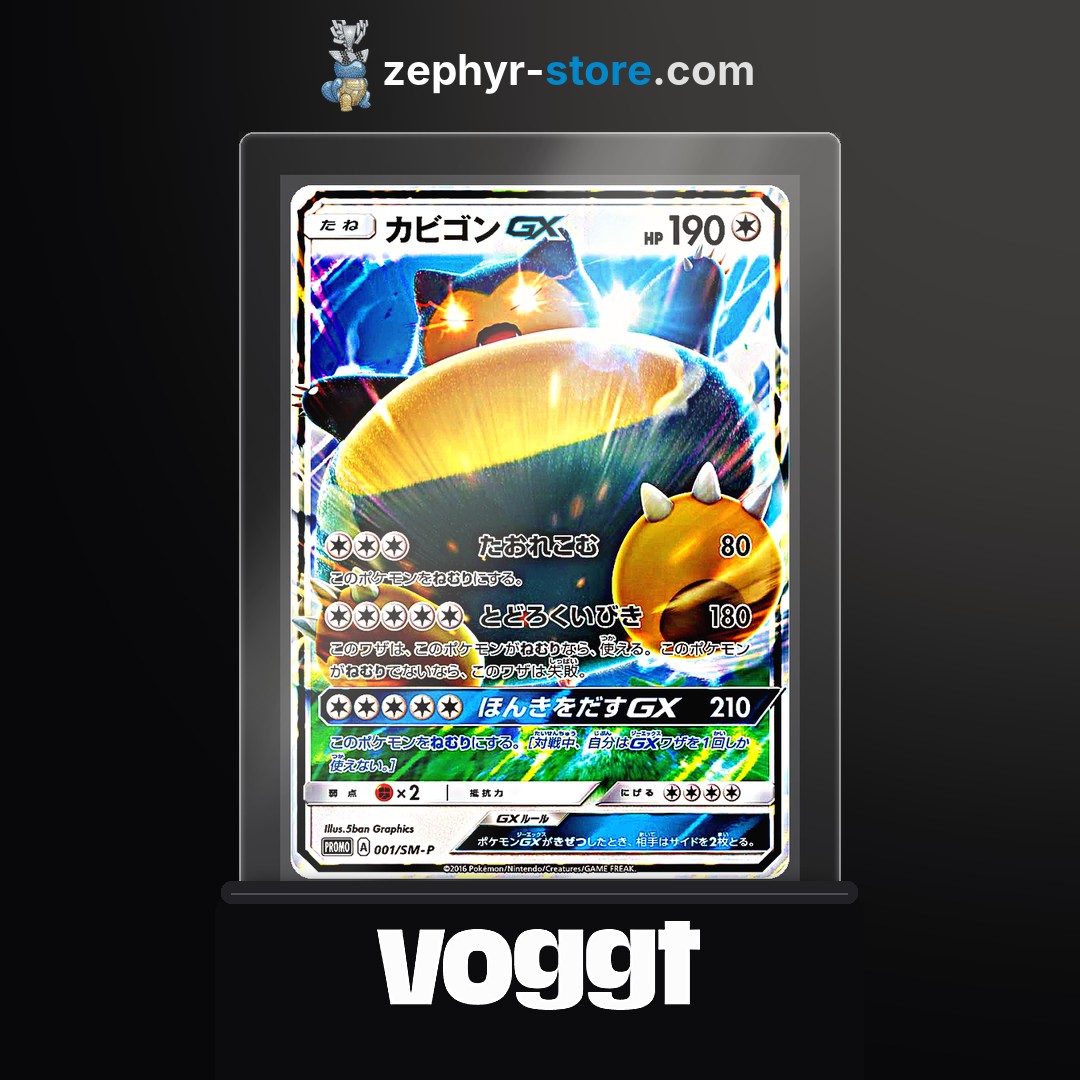 zephyr-store.com
たね カビゴンGX HP 190
たおれこむ 80
このポケモンをねむりにする。
とどろくいびき 180
このワザは、このポケモンがねむりなら、使える。このポケモン
がねむりでないなら、このワザは失敗。
ほんきをだすGX 210
このポケモンをねむりにする。[対戦中、自分はGXワザを1回しか
使えない。]
弱点 ×2 抵抗力 にげる
GXルール
Illus.5ban Graphics
ポケモンGXがきぜつしたとき、相手はサイドを2枚とる。
PROMO A 001/SM-P
©2016 Pokémon/Nintendo/Creatures/GAME FREAK.
voggt